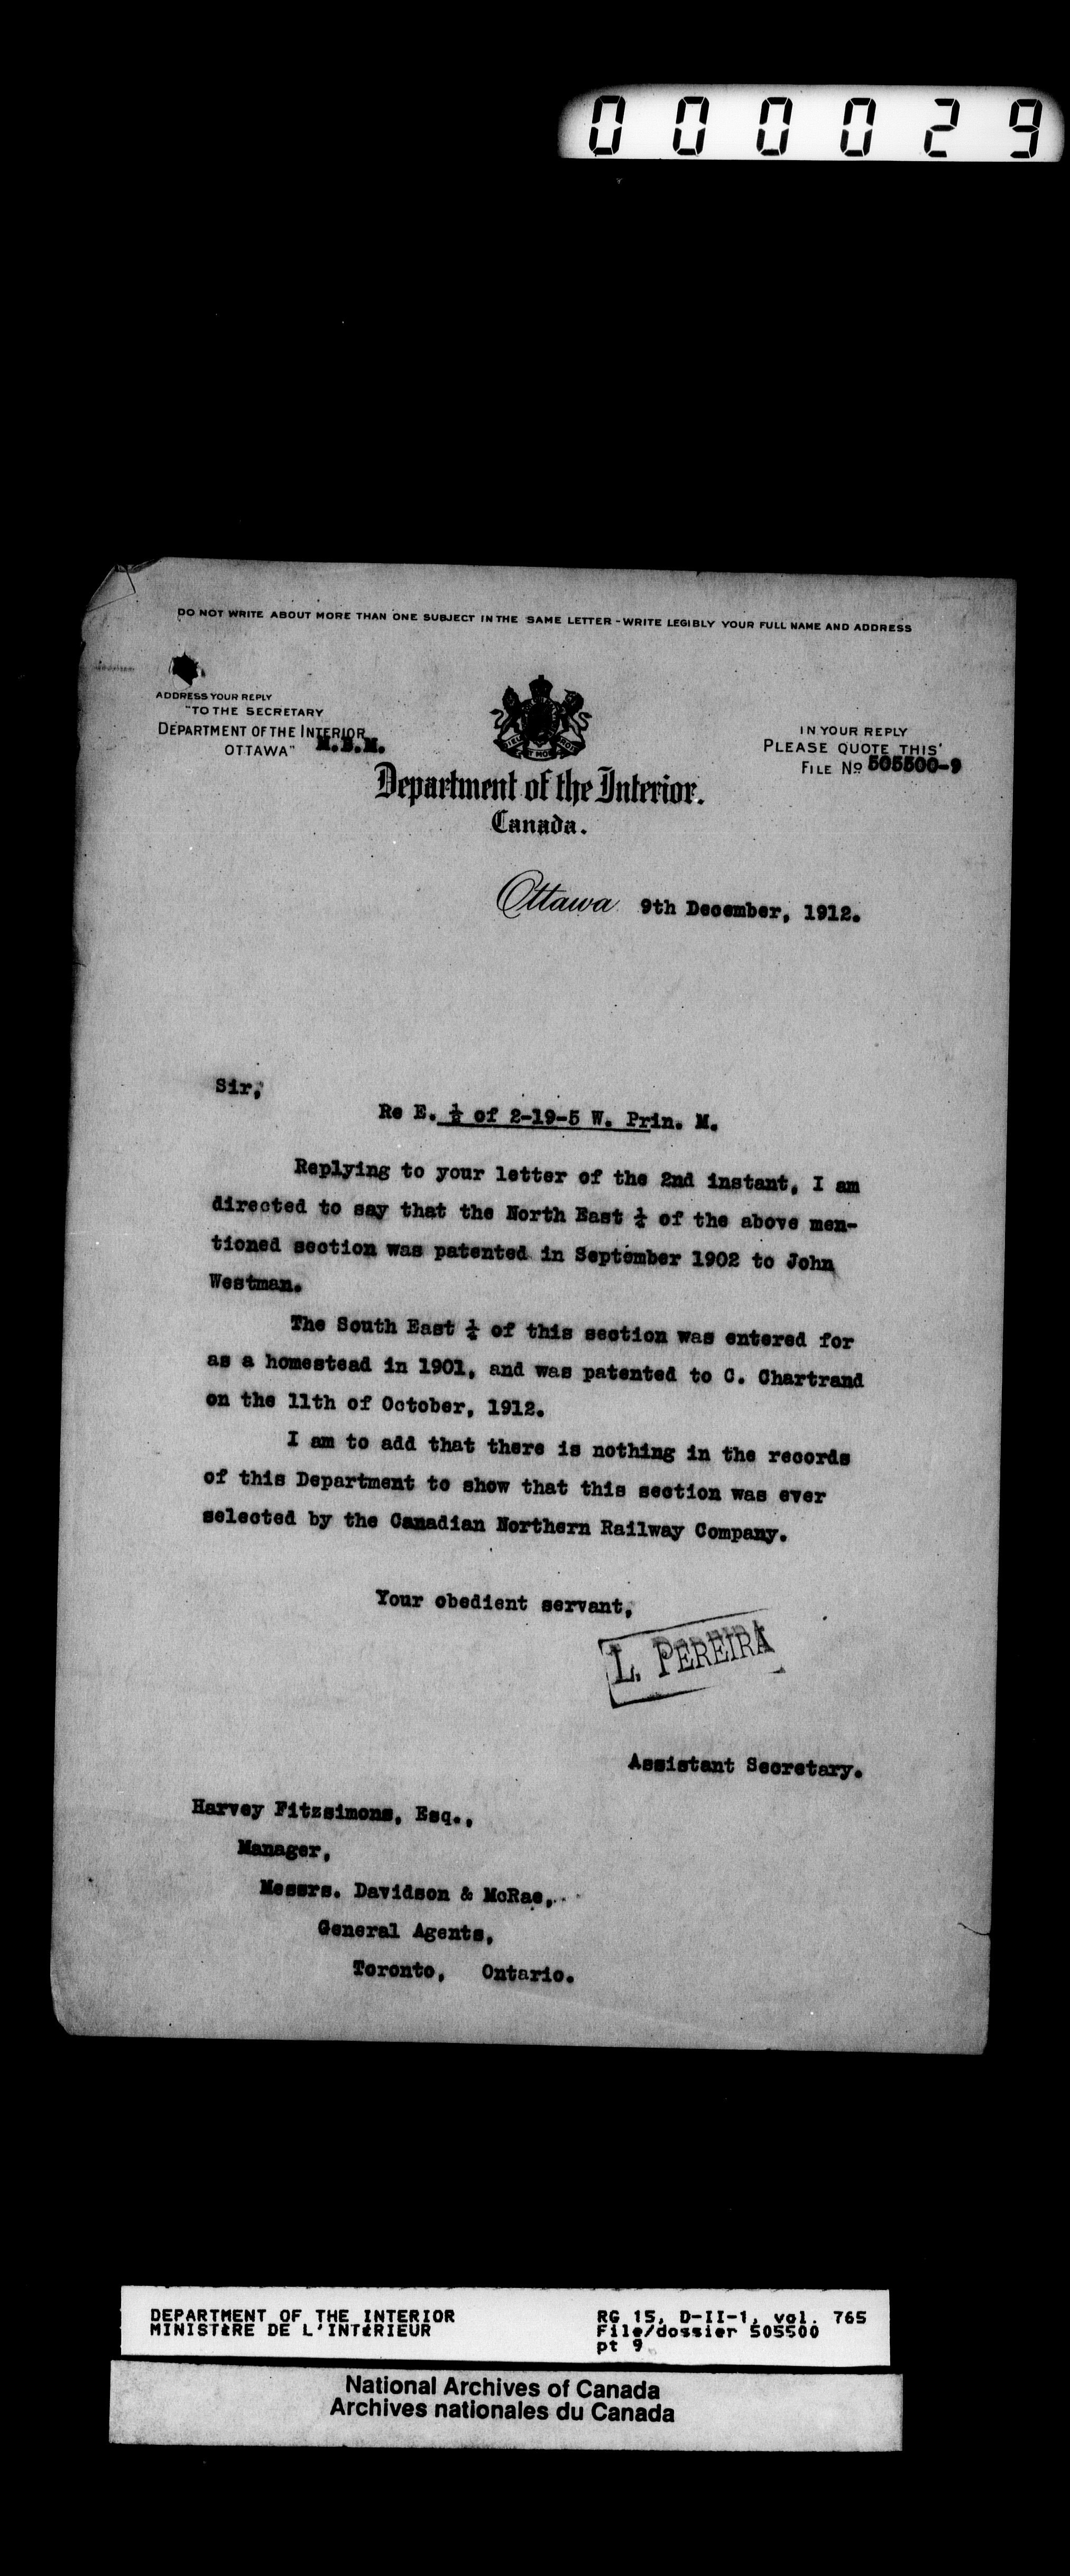 000029
DO NOT WRITE ABOUT MORE THAN ONE SUBJECT IN THE SAME LETTER - WRITE LEGIBLY YOUR FULL NAME AND ADDRESS
ADDRESS YOUR REPLY
"TO THE SECRETARY
DEPARTMENT OF THE INTERIOR
OTTAWA"
IN YOUR REPLY
PLEASE QUOTE THIS
FILE No 505500-9
DIEU ET MON DROIT
Department of the Interior.
Canada.
Ottawa 9th December, 1912.
Sir,
Re E. ½ of 2-19-5 W. Prin. M.
Replying to your letter of the 2nd instant, I am
directed to say that the North East ¼ of the above men-
tioned section was patented in September 1902 to John
Westman.
The South East ¼ of this section was entered for
as a homestead in 1901, and was patented to C. Chartrand
on the 11th of October, 1912.
I am to add that there is nothing in the records
of this Department to show that this section was ever
selected by the Canadian Northern Railway Company.
Your obedient servant,
L. PEREIRA
Assistant Secretary.
Harvey Fitzsimons, Esq.,
Manager,
Messrs. Davidson & McRae,
General Agents,
Toronto, Ontario.
DEPARTMENT OF THE INTERIOR
MINISTÈRE DE L'INTÉRIEUR
RG 15, D-II-1, vol. 765
File/dossier 505500
pt 9
National Archives of Canada
Archives nationales du Canada